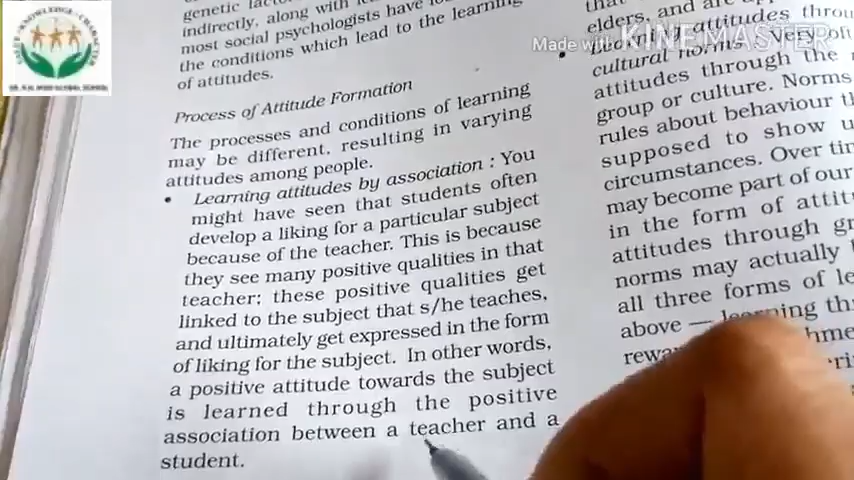 genetic
indirectly, along with
most social psychologists have
the conditions which lead to the learning
of attitudes.
Process of Attitude Formation
The processes and conditions of learning
may be different, resulting in varying
attitudes among people.
• Learning attitudes by association : You
might have seen that students often
develop a liking for a particular subject
because of the teacher. This is because
they see many positive qualities in that
teacher; these positive qualities get
linked to the subject that s/he teaches,
and ultimately get expressed in the form
of liking for the subject. In other words,
a positive attitude towards the subject
is learned through the positive
association between a teacher and a
student.
elders, and are
• attitudes
cultural norms Very
attitudes through the
group or culture. Norms
rules about behaviour
supposed to show
circumstances. Over
may become part of our
in the form of
attitudes through
norms may actually
all three forms of
above — learning
Made with KINEMASTER